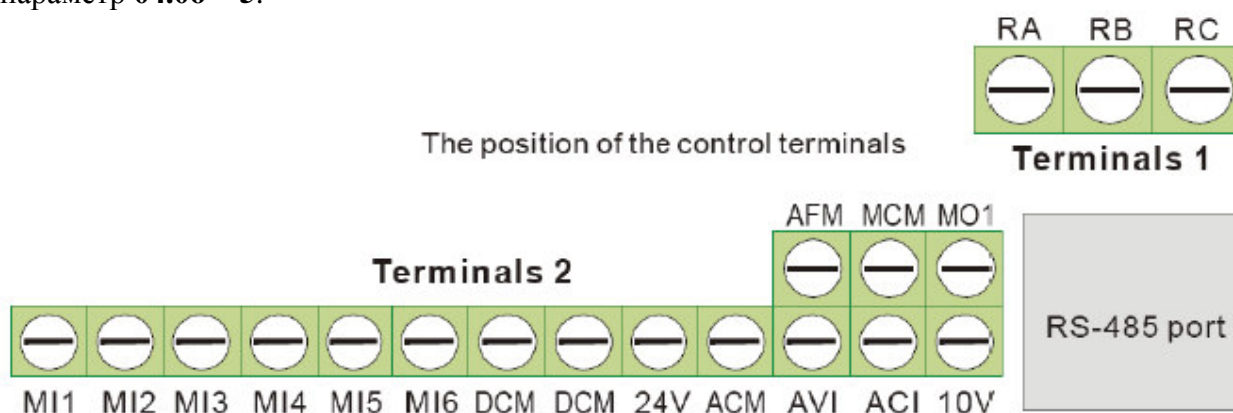 RA RB RC
The position of the control terminals
Terminals 1
AFM MCM MO1
Terminals 2
RS-485 port
MI1 MI2 MI3 MI4 MI5 MI6 DCM DCM 24V ACM AVI ACI 10V